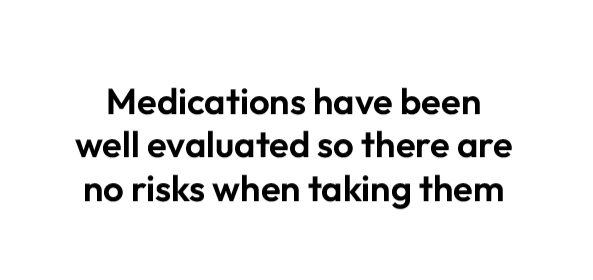 Medications have been
well evaluated so there are
no risks when taking them